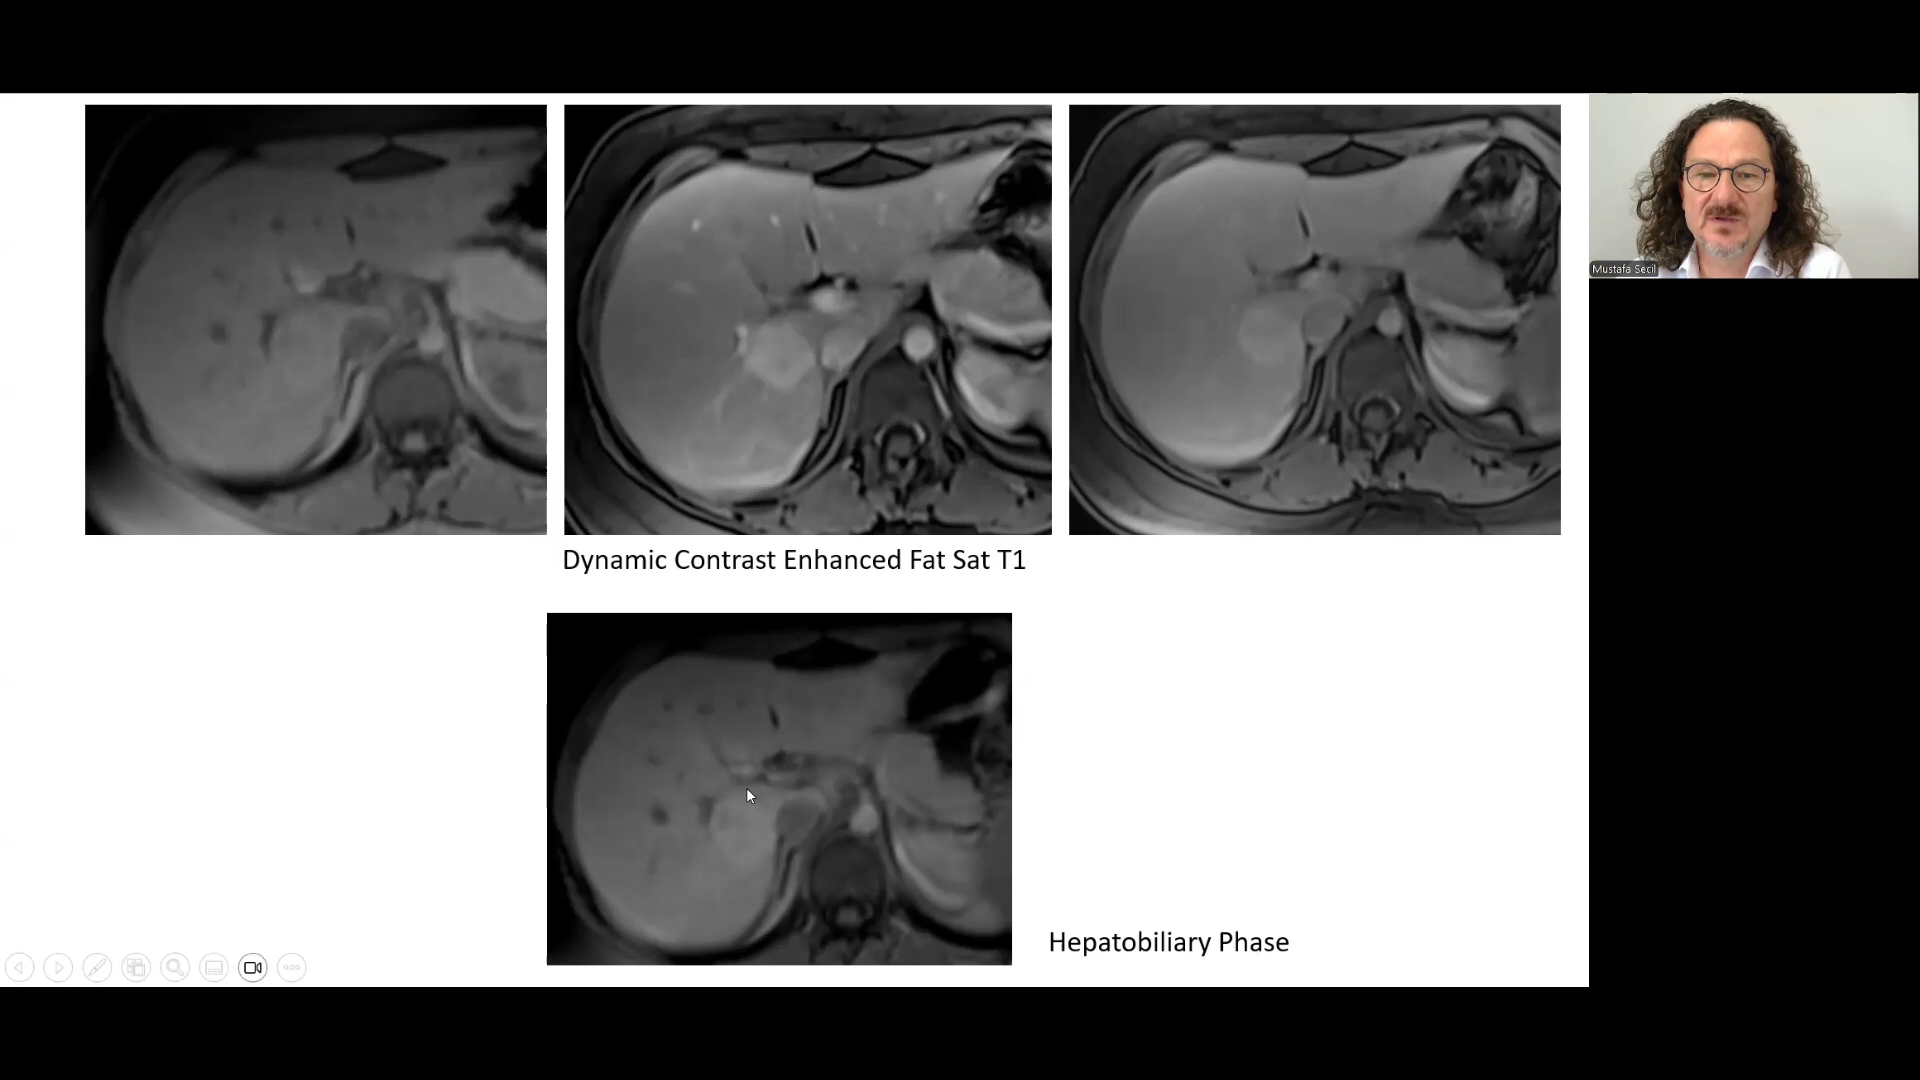 Mustafa Secil
Dynamic Contrast Enhanced Fat Sat T1
Hepatobiliary Phase